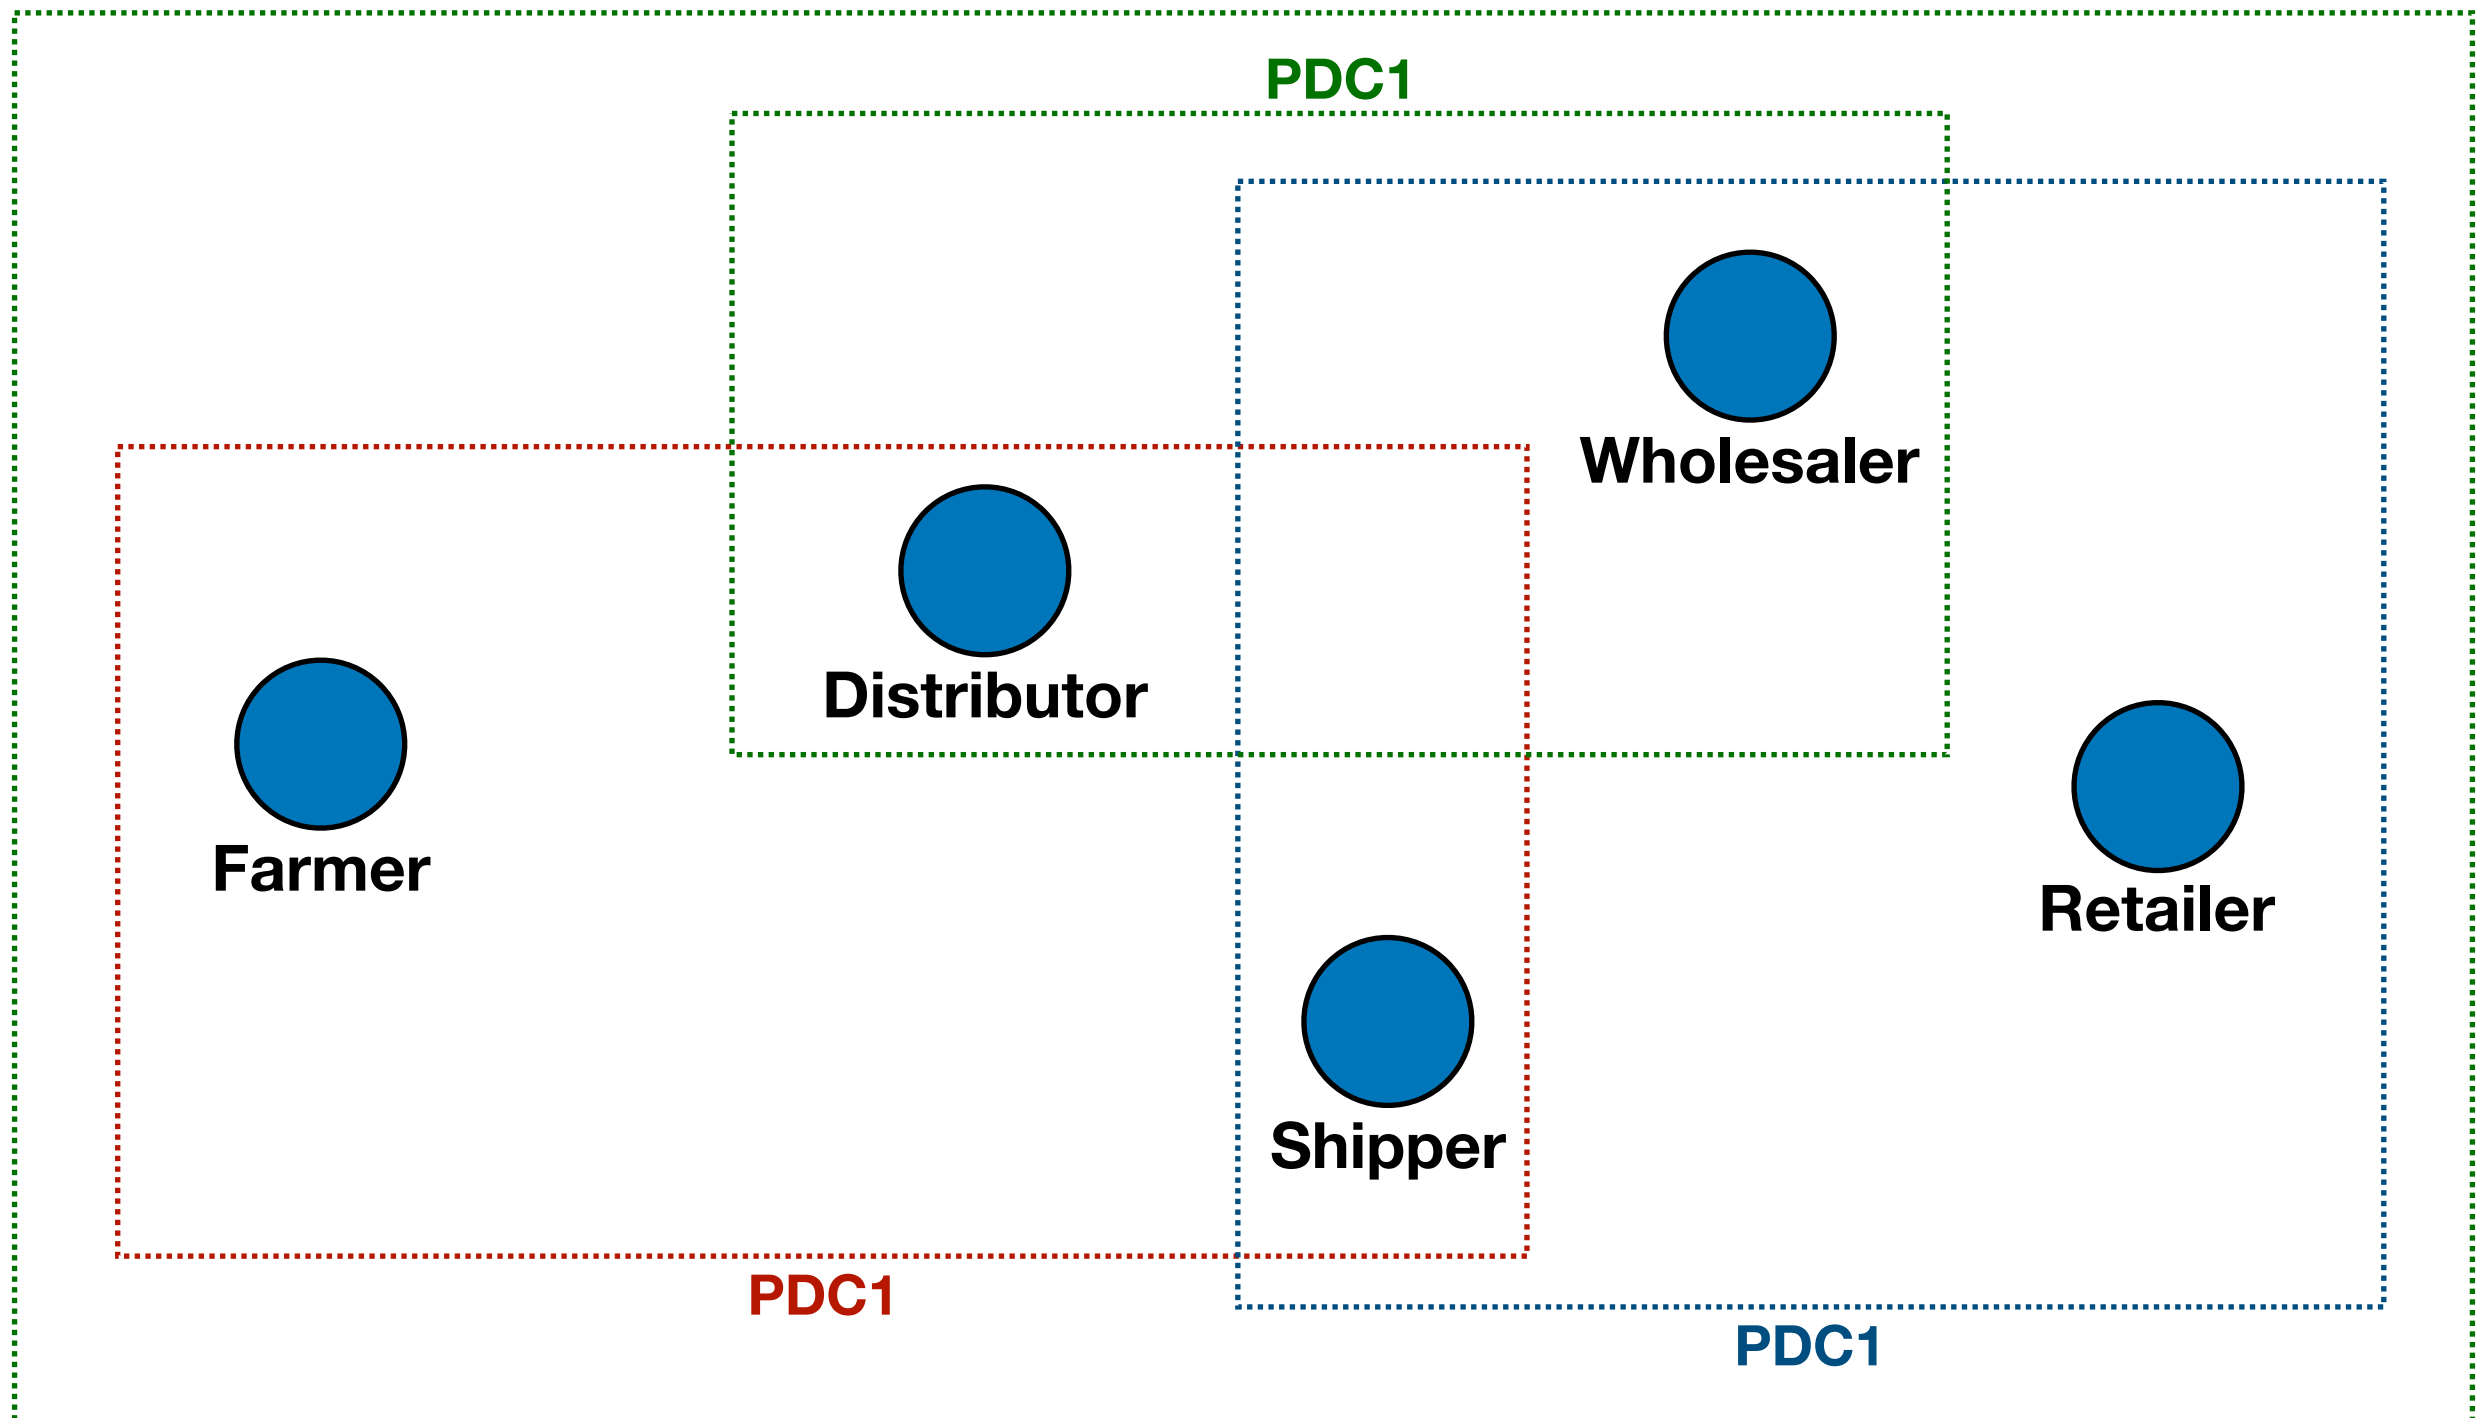 PDC1
Wholesaler
Distributor
Farmer
Retailer
Shipper
PDC1
PDC1